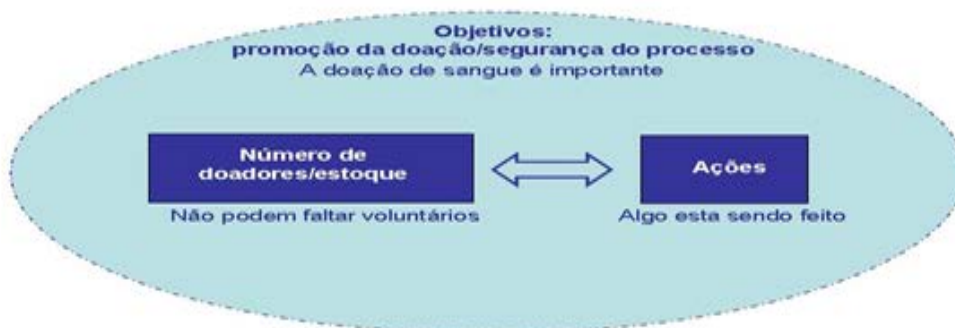 Objetivos:
promoção da doação/segurança do processo
A doação de sangue é importante
Número de
doadores/estoque
Ações
Não podem faltar voluntários
Algo esta sendo feito